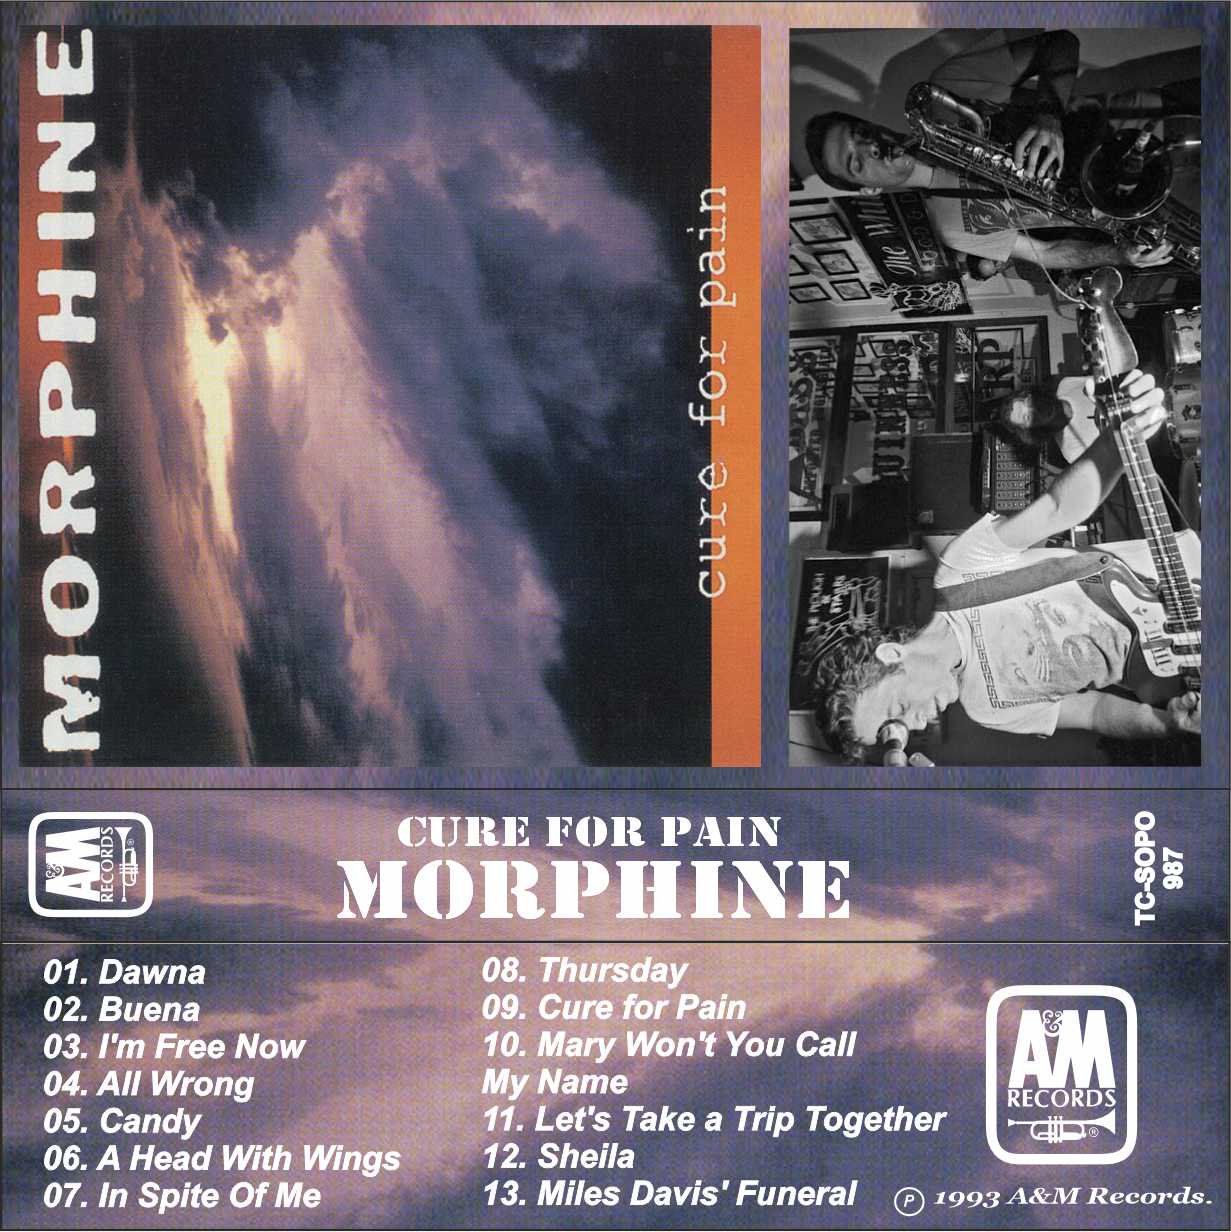 MORPHINE
cure for pain
THE PLOUGH
&
STARS
A&M
RECORDS
®
CURE FOR PAIN
MORPHINE
TC-SOPO
987
01. Dawna
02. Buena
03. I'm Free Now
04. All Wrong
05. Candy
06. A Head With Wings
07. In Spite Of Me
08. Thursday
09. Cure for Pain
10. Mary Won't You Call
My Name
11. Let's Take a Trip Together
12. Sheila
13. Miles Davis' Funeral
A&M
RECORDS
®
℗ 1993 A&M Records.